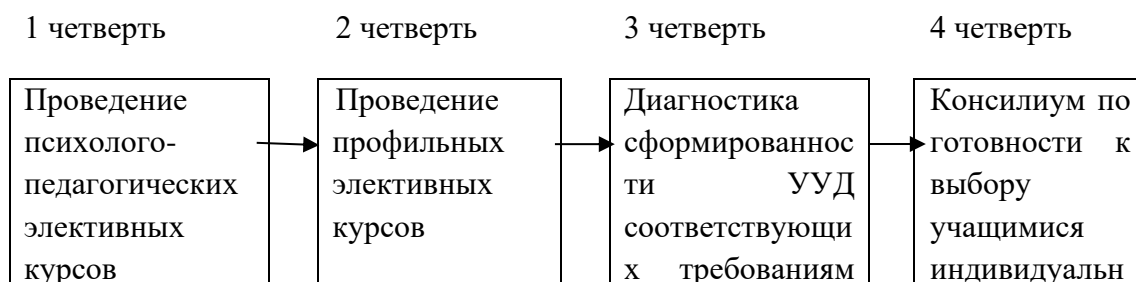 1 четверть
2 четверть
3 четверть
4 четверть
Проведение
психолого-
педагогических
элективных
курсов
Проведение
профильных
элективных
курсов
Диагностика
сформированнос
ти УУД
соответствующи
х требованиям
Консилиум по
готовности к
выбору
учащимися
индивидуальн